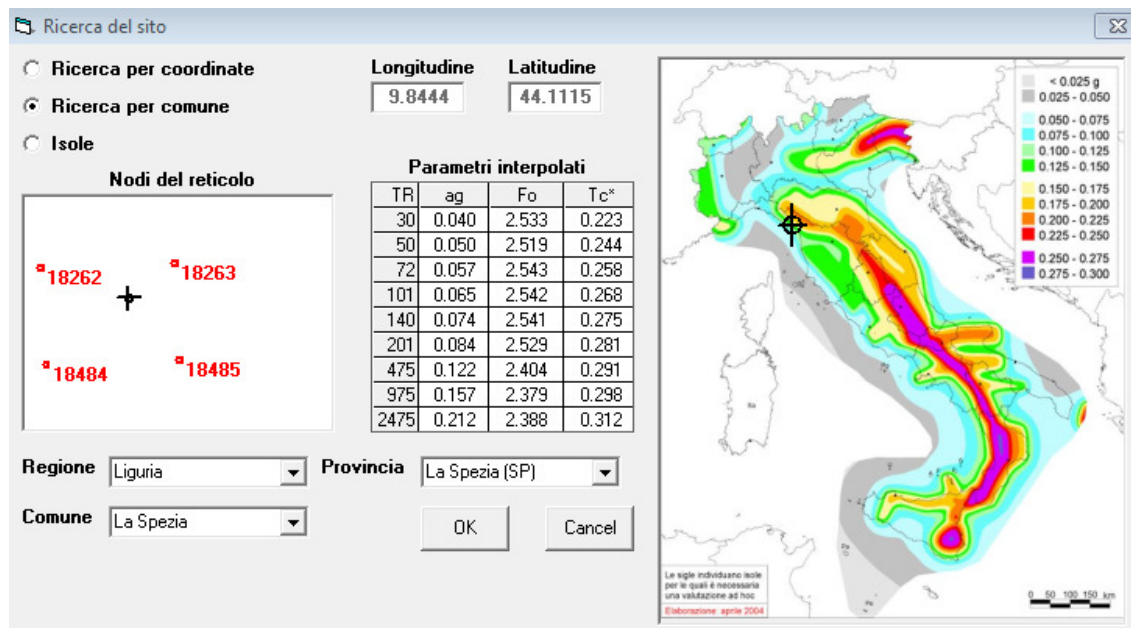 Ricerca del sito
Ricerca per coordinate
Ricerca per comune
Isole
Longitudine Latitudine
9.8444 44.1115
Nodi del reticolo
18262
18263
18484
18485
Parametri interpolati
TR ag Fo Tc*
30 0.040 2.533 0.223
50 0.050 2.519 0.244
72 0.057 2.543 0.258
101 0.065 2.542 0.268
140 0.074 2.541 0.275
201 0.084 2.529 0.281
475 0.122 2.404 0.291
975 0.157 2.379 0.298
2475 0.212 2.388 0.312
Regione Liguria
Provincia La Spezia (SP)
Comune La Spezia
OK Cancel
< 0.025 g
0.025 - 0.050
0.050 - 0.075
0.075 - 0.100
0.100 - 0.125
0.125 - 0.150
0.150 - 0.175
0.175 - 0.200
0.200 - 0.225
0.225 - 0.250
0.250 - 0.275
0.275 - 0.300
Le sigle individuano isole
per le quali è necessaria
una valutazione ad hoc
Elaborazione: aprile 2004
0 50 100 150 km